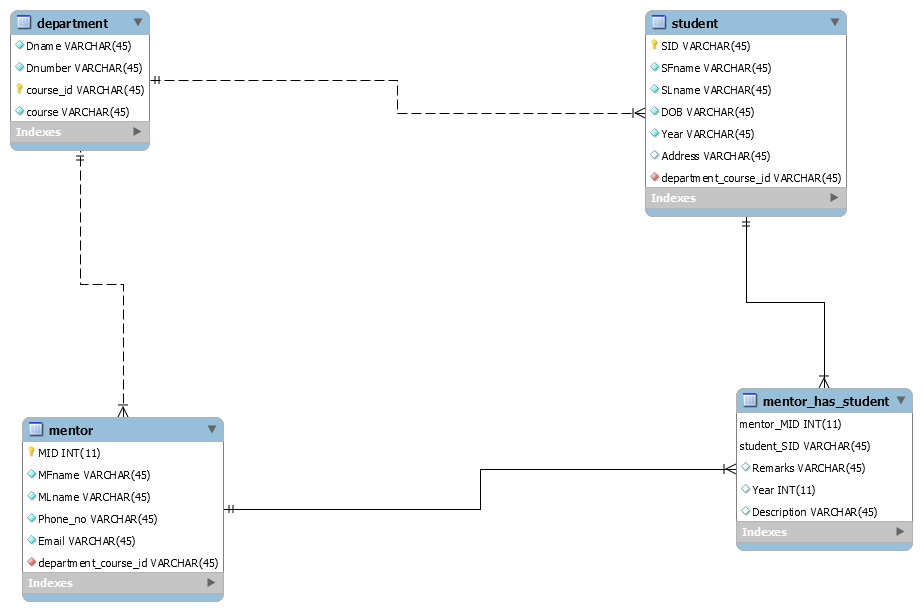 department
Dname VARCHAR(45)
Dnumber VARCHAR(45)
course_id VARCHAR(45)
course VARCHAR(45)
Indexes
student
SID VARCHAR(45)
SFname VARCHAR(45)
SLname VARCHAR(45)
DOB VARCHAR(45)
Year VARCHAR(45)
Address VARCHAR(45)
department_course_id VARCHAR(45)
Indexes
mentor
MID INT(11)
MFname VARCHAR(45)
MLname VARCHAR(45)
Phone_no VARCHAR(45)
Email VARCHAR(45)
department_course_id VARCHAR(45)
Indexes
mentor_has_student
mentor_MID INT(11)
student_SID VARCHAR(45)
Remarks VARCHAR(45)
Year INT(11)
Description VARCHAR(45)
Indexes